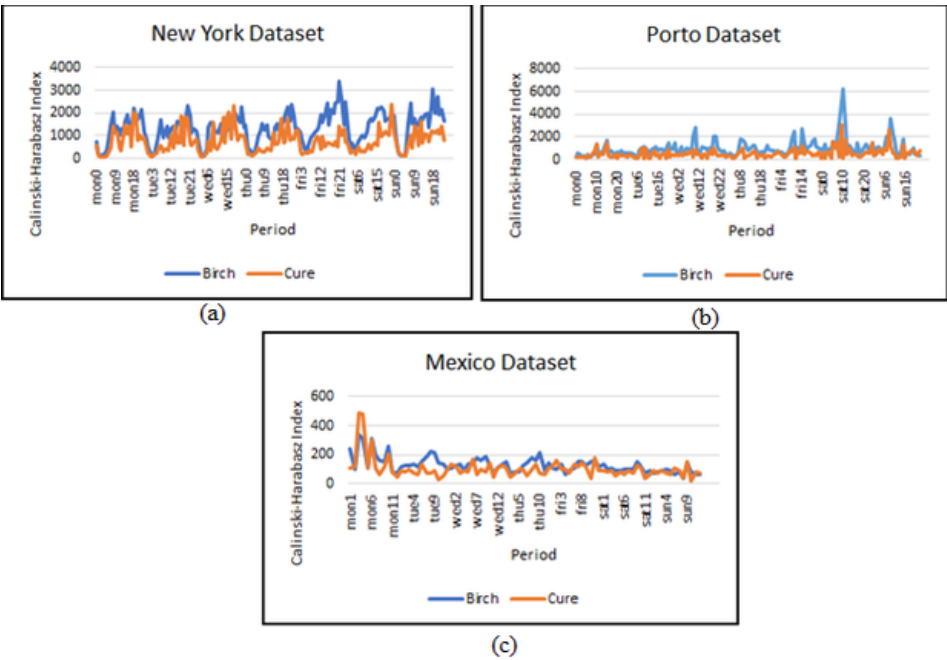 New York Dataset
Calinski-Harabasz Index
4000
3000
2000
1000
0
mon0
mon9
mon18
tue3
tue12
tue21
wed6
wed15
thu0
thu9
thu18
fri3
fri12
fri21
sat6
sat15
sun0
sun9
sun18
Period
Birch Cure
(a)
Porto Dataset
Calinski-Harabasz Index
8000
6000
4000
2000
0
mon0
mon10
mon20
tue6
tue16
wed2
wed12
wed22
thu8
thu18
fri4
fri14
sat0
sat10
sat20
sun6
sun16
Period
Birch Cure
(b)
Mexico Dataset
Calinski-Harabasz Index
600
400
200
0
mon1
mon6
mon11
tue4
tue9
wed2
wed7
wed12
thu5
thu10
fri3
fri8
sat1
sat6
sat11
sun4
sun9
Period
Birch Cure
(c)